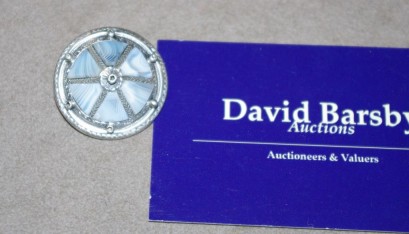 David Barsby
Auctions
Auctioneers & Valuers